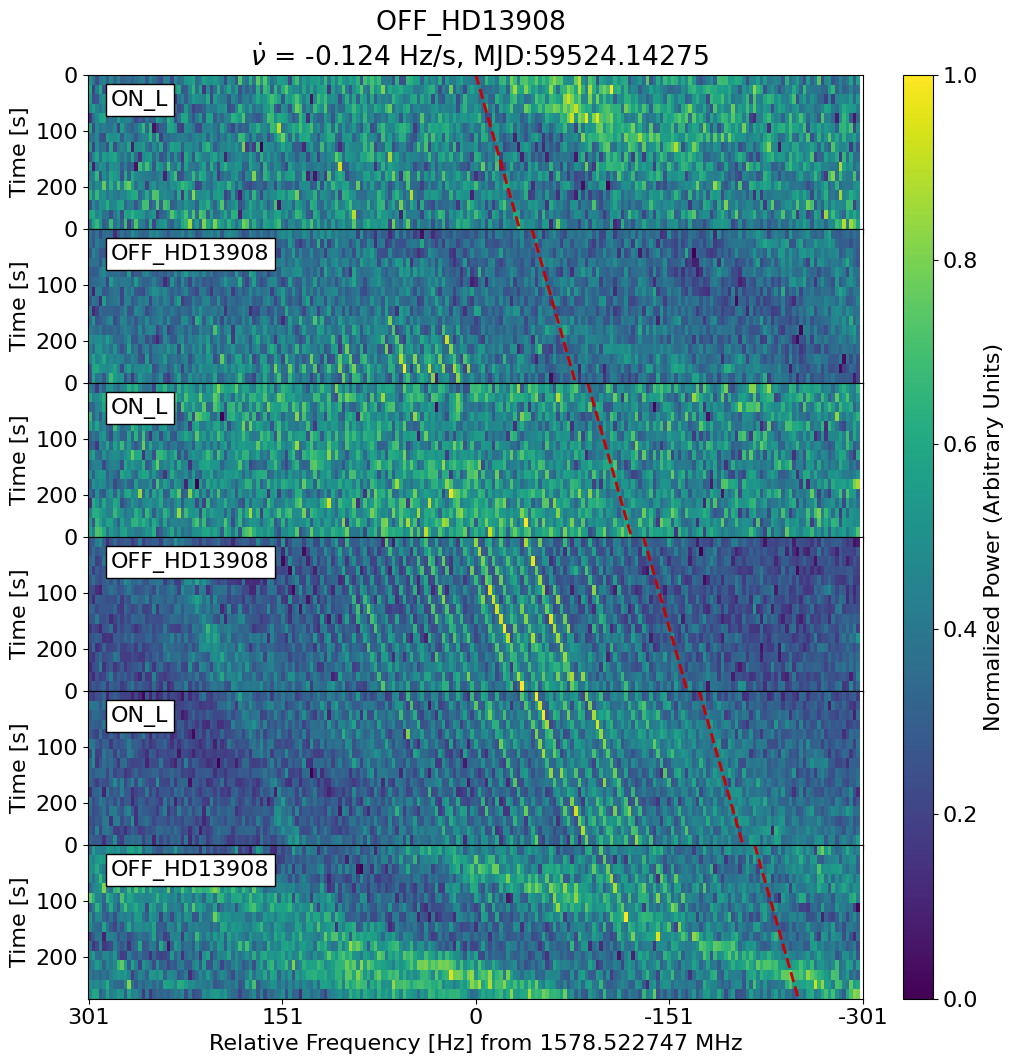 OFF_HD13908
ν̇ = -0.124 Hz/s, MJD:59524.14275
0
ON_L
100
200
Time [s]
0
OFF_HD13908
100
200
Time [s]
0
ON_L
100
200
Time [s]
0
OFF_HD13908
100
200
Time [s]
0
ON_L
100
200
Time [s]
0
OFF_HD13908
100
200
Time [s]
301 151 0 -151 -301
Relative Frequency [Hz] from 1578.522747 MHz
1.0
0.8
0.6
0.4
0.2
0.0
Normalized Power (Arbitrary Units)